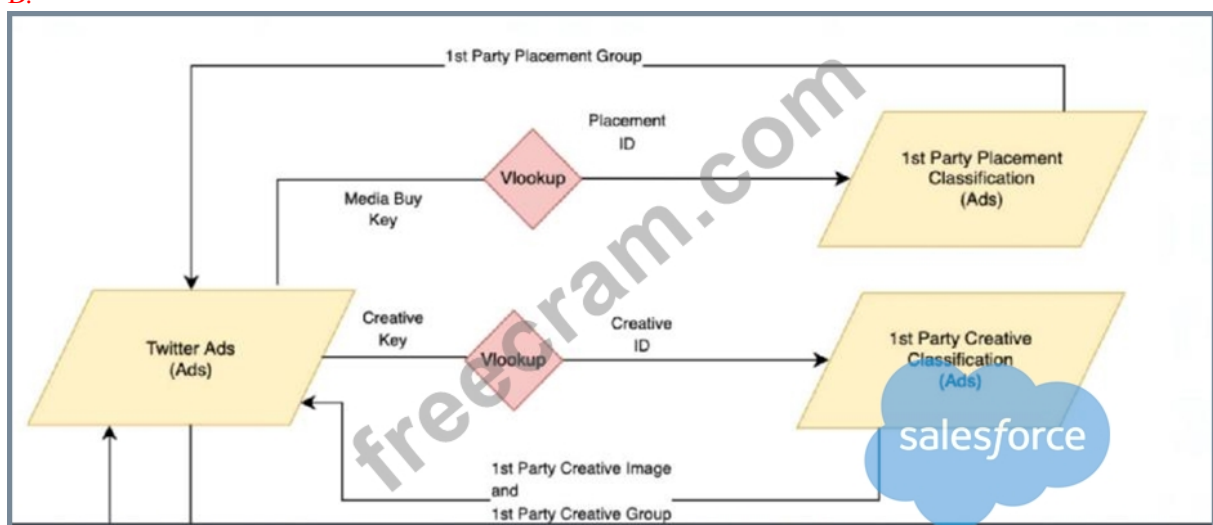 B.
1st Party Placement Group
Placement
ID
Vlookup
Media Buy
Key
1st Party Placement
Classification
(Ads)
Twitter Ads
(Ads)
Creative
Key
Vlookup
Creative
ID
1st Party Creative
Classification
(Ads)
salesforce
1st Party Creative Image
and
1st Party Creative Group
freecram.com